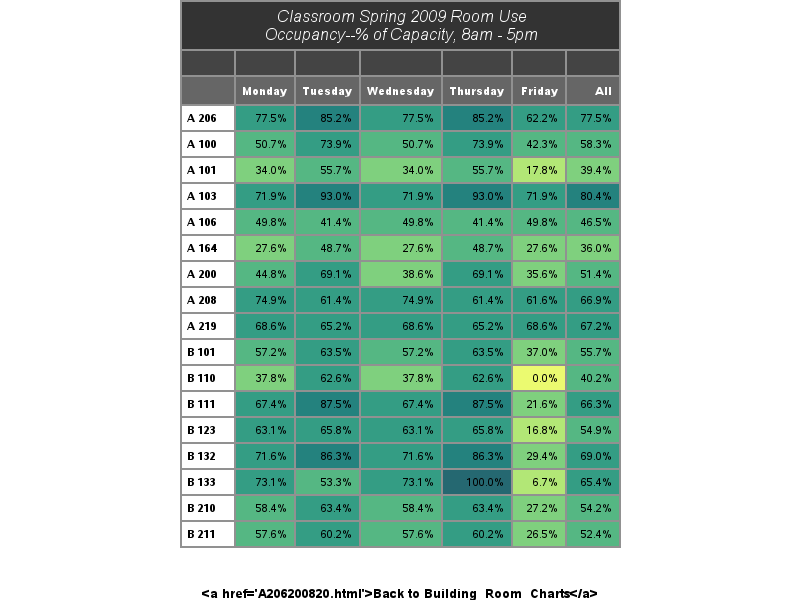 Classroom Spring 2009 Room Use
Occupancy--% of Capacity, 8am - 5pm
Monday Tuesday Wednesday Thursday Friday All
A 206 77.5% 85.2% 77.5% 85.2% 62.2% 77.5%
A 100 50.7% 73.9% 50.7% 73.9% 42.3% 58.3%
A 101 34.0% 55.7% 34.0% 55.7% 17.8% 39.4%
A 103 71.9% 93.0% 71.9% 93.0% 71.9% 80.4%
A 106 49.8% 41.4% 49.8% 41.4% 49.8% 46.5%
A 164 27.6% 48.7% 27.6% 48.7% 27.6% 36.0%
A 200 44.8% 69.1% 38.6% 69.1% 35.6% 51.4%
A 208 74.9% 61.4% 74.9% 61.4% 61.6% 66.9%
A 219 68.6% 65.2% 68.6% 65.2% 68.6% 67.2%
B 101 57.2% 63.5% 57.2% 63.5% 37.0% 55.7%
B 110 37.8% 62.6% 37.8% 62.6% 0.0% 40.2%
B 111 67.4% 87.5% 67.4% 87.5% 21.6% 66.3%
B 123 63.1% 65.8% 63.1% 65.8% 16.8% 54.9%
B 132 71.6% 86.3% 71.6% 86.3% 29.4% 69.0%
B 133 73.1% 53.3% 73.1% 100.0% 6.7% 65.4%
B 210 58.4% 63.4% 58.4% 63.4% 27.2% 54.2%
B 211 57.6% 60.2% 57.6% 60.2% 26.5% 52.4%
<a href='A206200820.html'>Back to Building_Room_Charts</a>